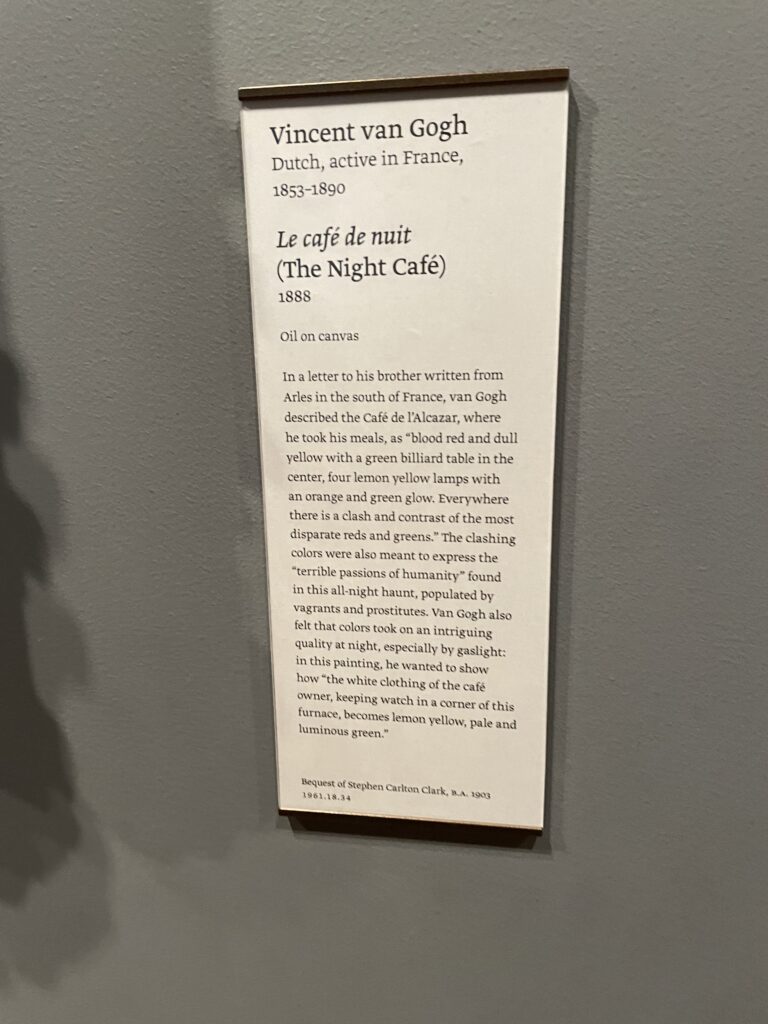 Vincent van Gogh
Dutch, active in France,
1853–1890
Le café de nuit
(The Night Café)
1888
Oil on canvas
In a letter to his brother written from
Arles in the south of France, van Gogh
described the Café de l'Alcazar, where
he took his meals, as “blood red and dull
yellow with a green billiard table in the
center, four lemon yellow lamps with
an orange and green glow. Everywhere
there is a clash and contrast of the most
disparate reds and greens.” The clashing
colors were also meant to express the
“terrible passions of humanity” found
in this all-night haunt, populated by
vagrants and prostitutes. Van Gogh also
felt that colors took on an intriguing
quality at night, especially by gaslight:
in this painting, he wanted to show
how “the white clothing of the café
owner, keeping watch in a corner of this
furnace, becomes lemon yellow, pale and
luminous green.”
Bequest of Stephen Carlton Clark, B.A. 1903
1961.18.34